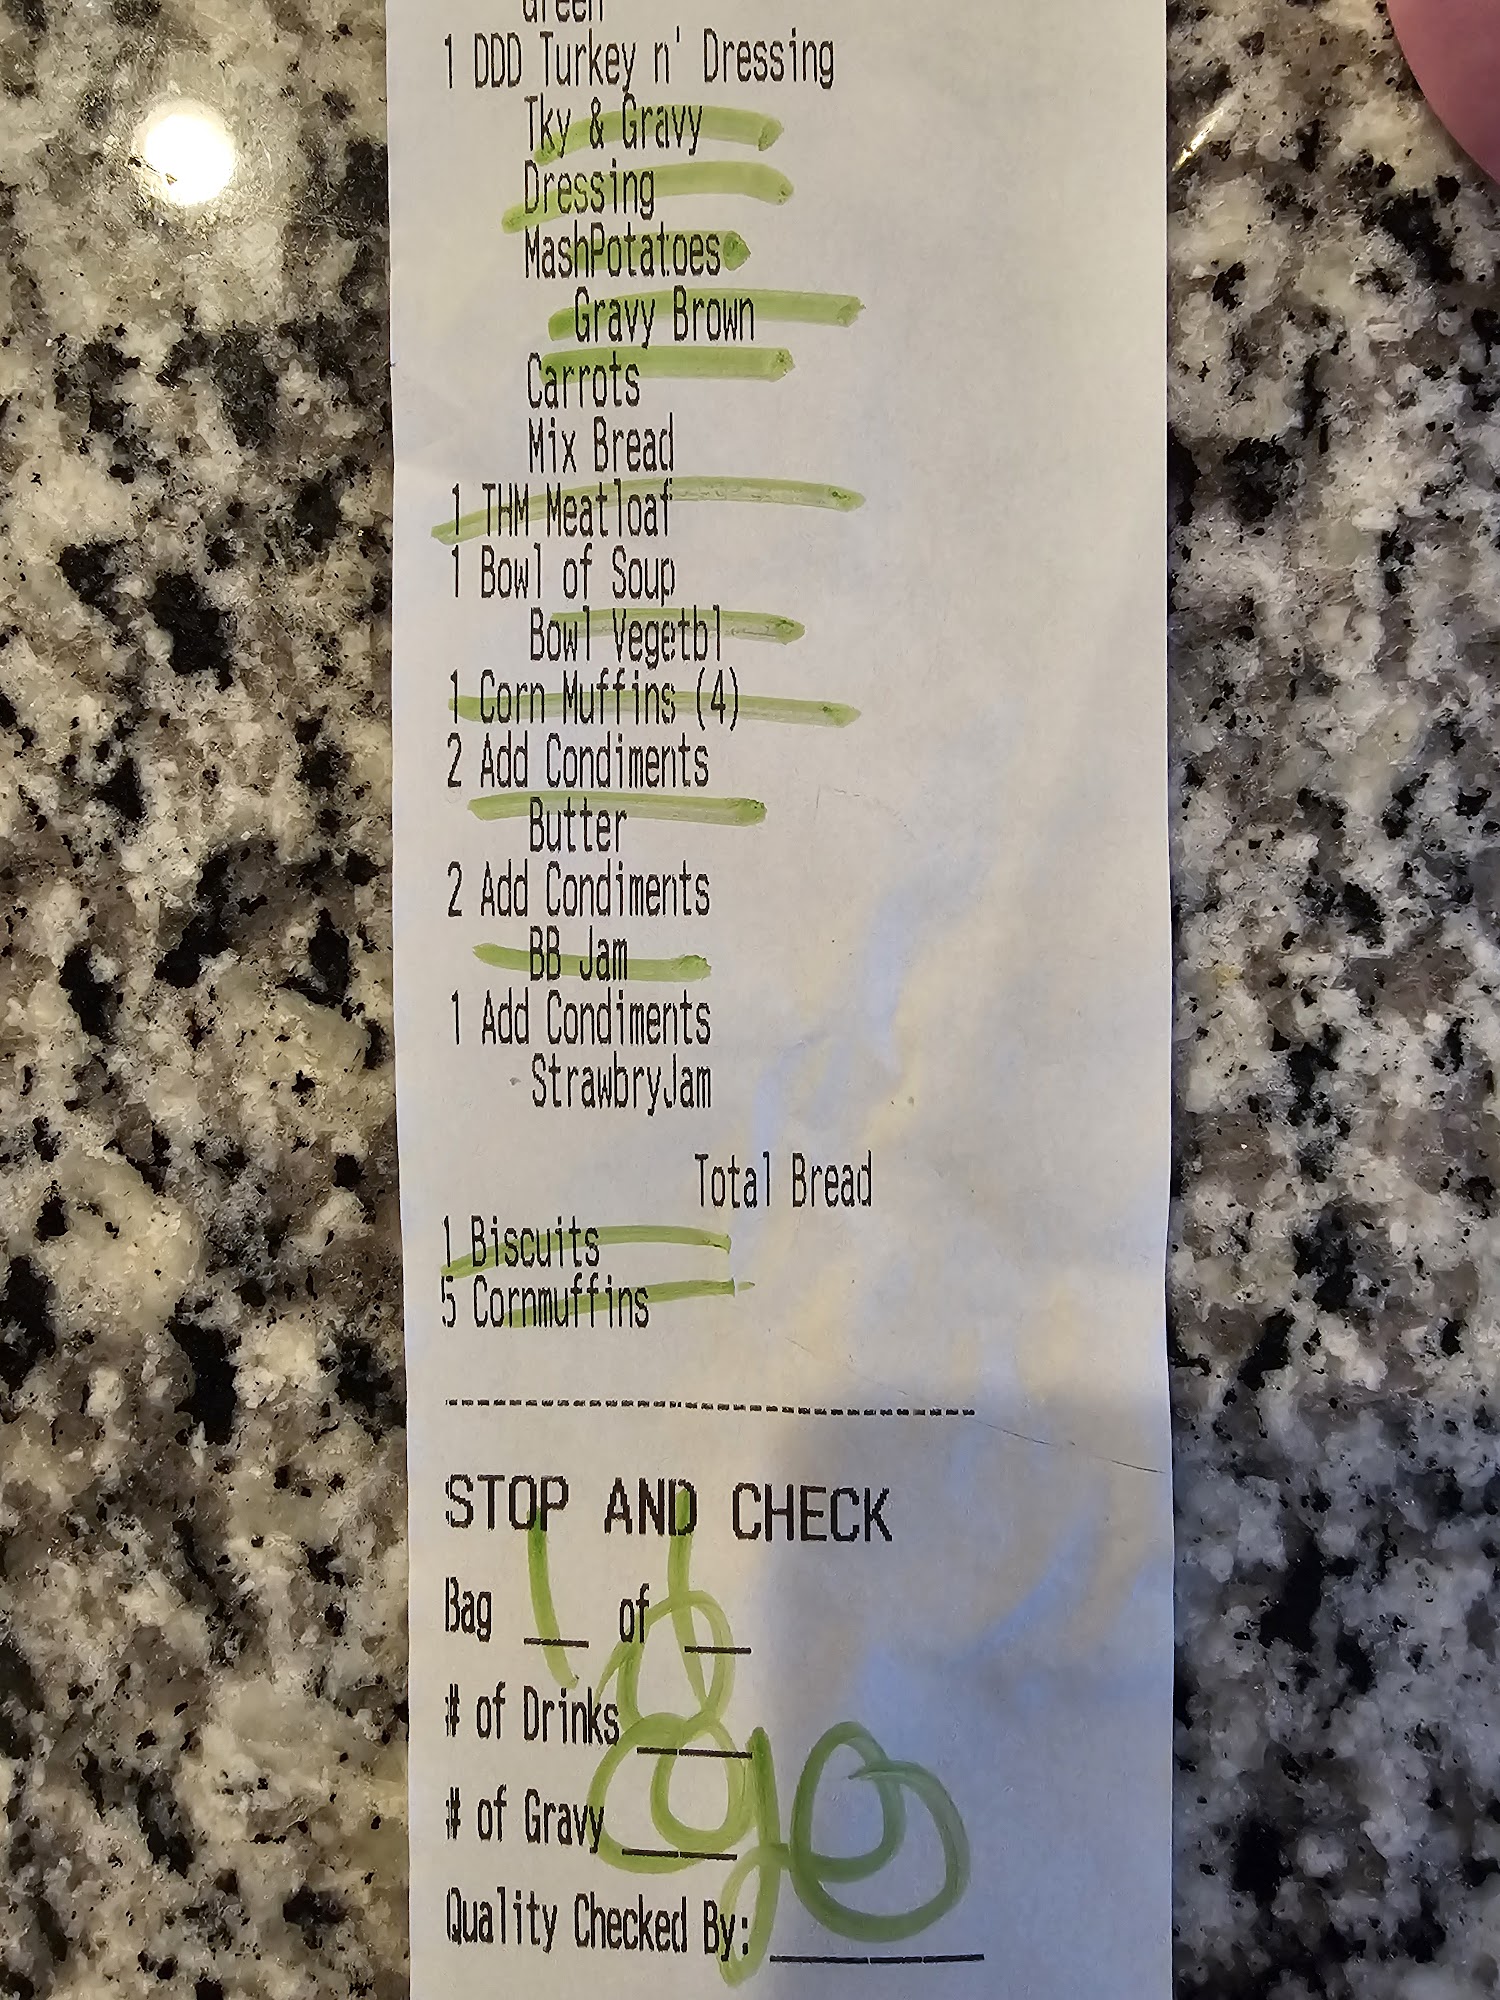 Green
1 DDD Turkey n' Dressing
Tky & Gravy
Dressing
MashPotatoes
Gravy Brown
Carrots
Mix Bread
1 THM Meatloaf
1 Bowl of Soup
Bowl Vegetbl
1 Corn Muffins (4)
2 Add Condiments
Butter
2 Add Condiments
BB Jam
1 Add Condiments
StrawbryJam
Total Bread
1 Biscuits
5 Cornmuffins
STOP AND CHECK
Bag 1 of 1
# of Drinks
# of Gravy
Quality Checked By: